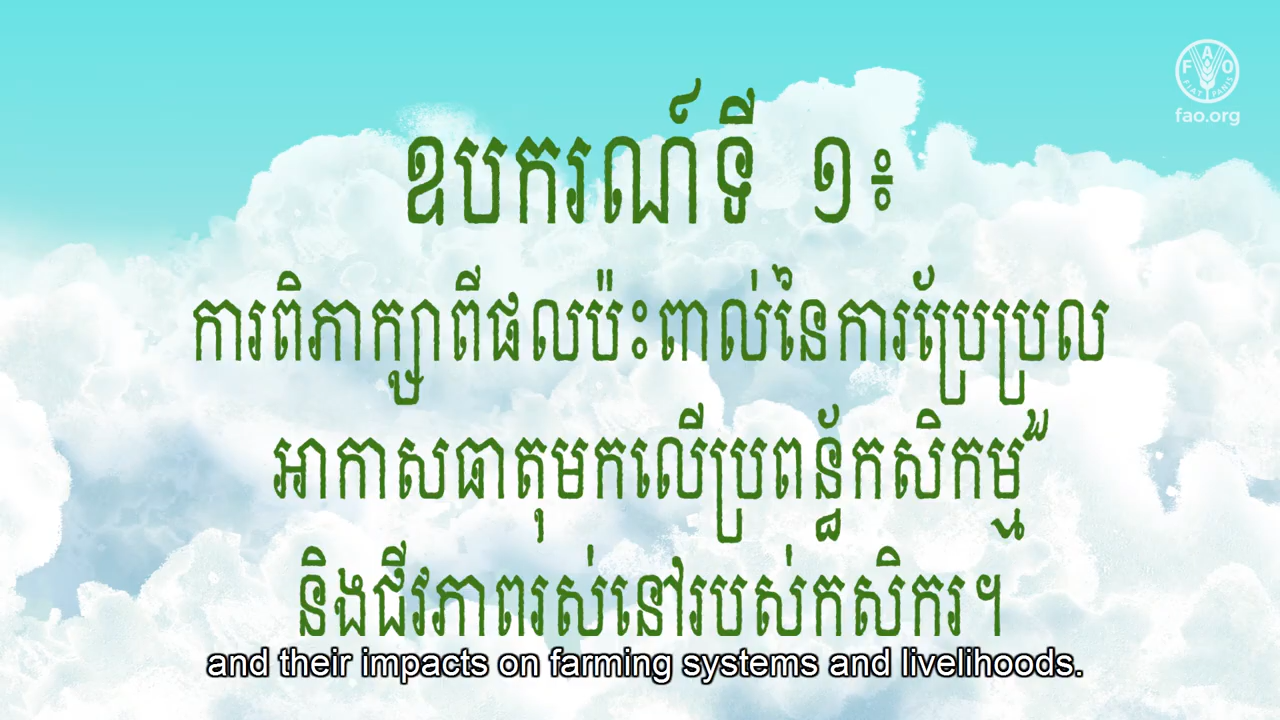 FAO
FIAT PANIS
fao.org
ឧបករណ៍ទី ១៖
ការពិភាក្សាពីផលប៉ះពាល់នៃការប្រែប្រួល
អាកាសធាតុមកលើប្រពន្ធ័កសិកម្ម
និងជីវភាពរស់នៅរបស់កសិករ។
and their impacts on farming systems and livelihoods.